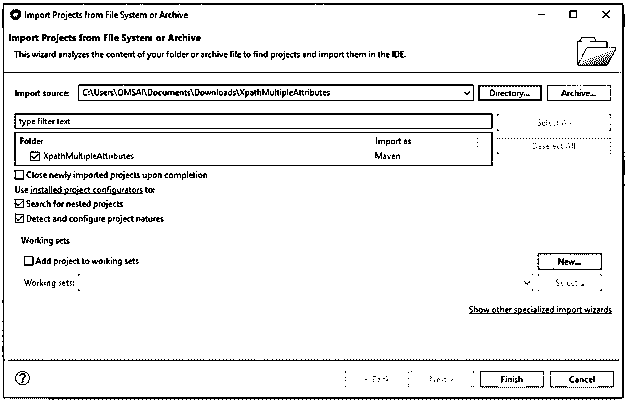 Import Projects from File System or Archive
Import Projects from File System or Archive
This wizard analyzes the content of your folder or archive file to find projects and import them in the IDE.
Import source: C:\Users\OMSAI\Documents\Downloads\XpathMultipleAttributes Directory... Archive...
type filter text Select All
Folder Import as Deselect All
XpathMultipleAttributes Maven
Close newly imported projects upon completion
Use installed project configurators to:
Search for nested projects
Detect and configure project natures
Working sets
Add project to working sets New...
Working sets: Select...
Show other specialized import wizards
< Back Next > Finish Cancel